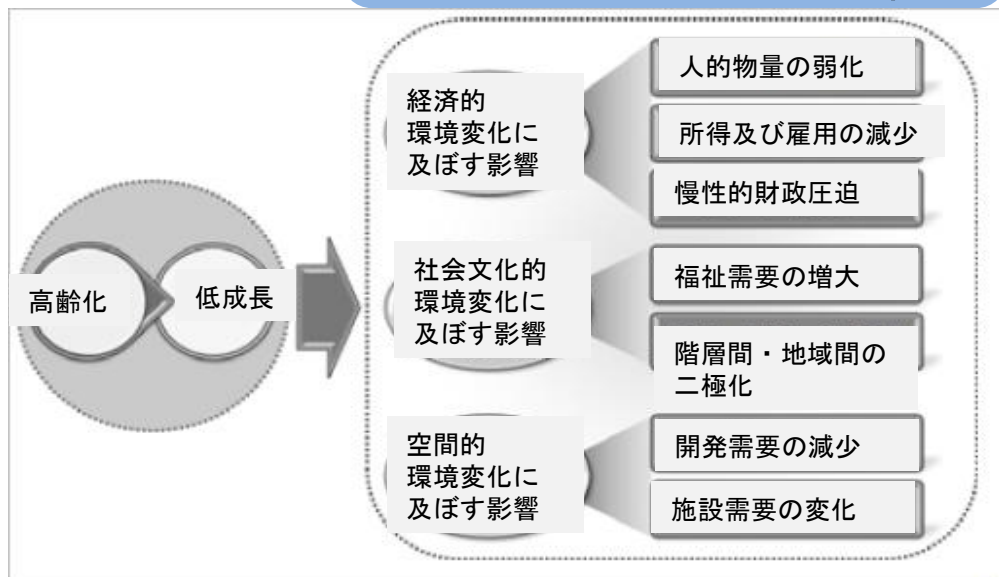 高齢化
低成長
経済的
環境変化に
及ぼす影響
人的物量の弱化
所得及び雇用の減少
慢性的財政圧迫
社会文化的
環境変化に
及ぼす影響
福祉需要の増大
階層間・地域間の
二極化
空間的
環境変化に
及ぼす影響
開発需要の減少
施設需要の変化